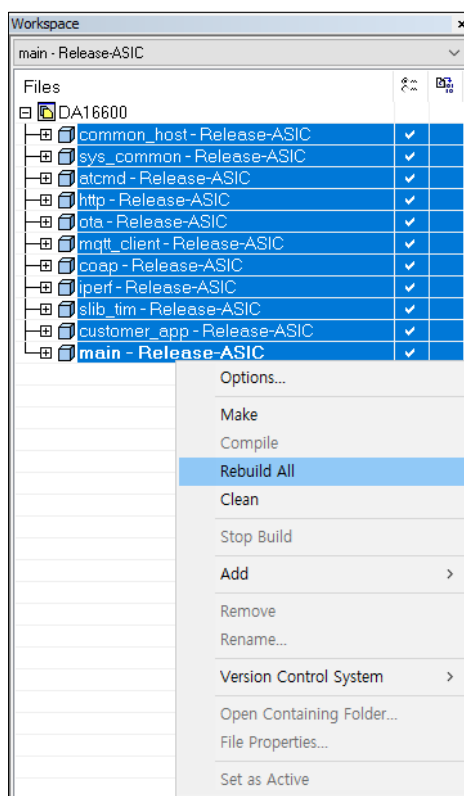 Workspace
main - Release-ASIC
Files
DA16600
common_host - Release-ASIC
sys_common - Release-ASIC
atcmd - Release-ASIC
http - Release-ASIC
ota - Release-ASIC
mqtt_client - Release-ASIC
coap - Release-ASIC
iperf - Release-ASIC
slib_tim - Release-ASIC
customer_app - Release-ASIC
main - Release-ASIC
Options...
Make
Compile
Rebuild All
Clean
Stop Build
Add
Remove
Rename...
Version Control System
Open Containing Folder...
File Properties...
Set as Active